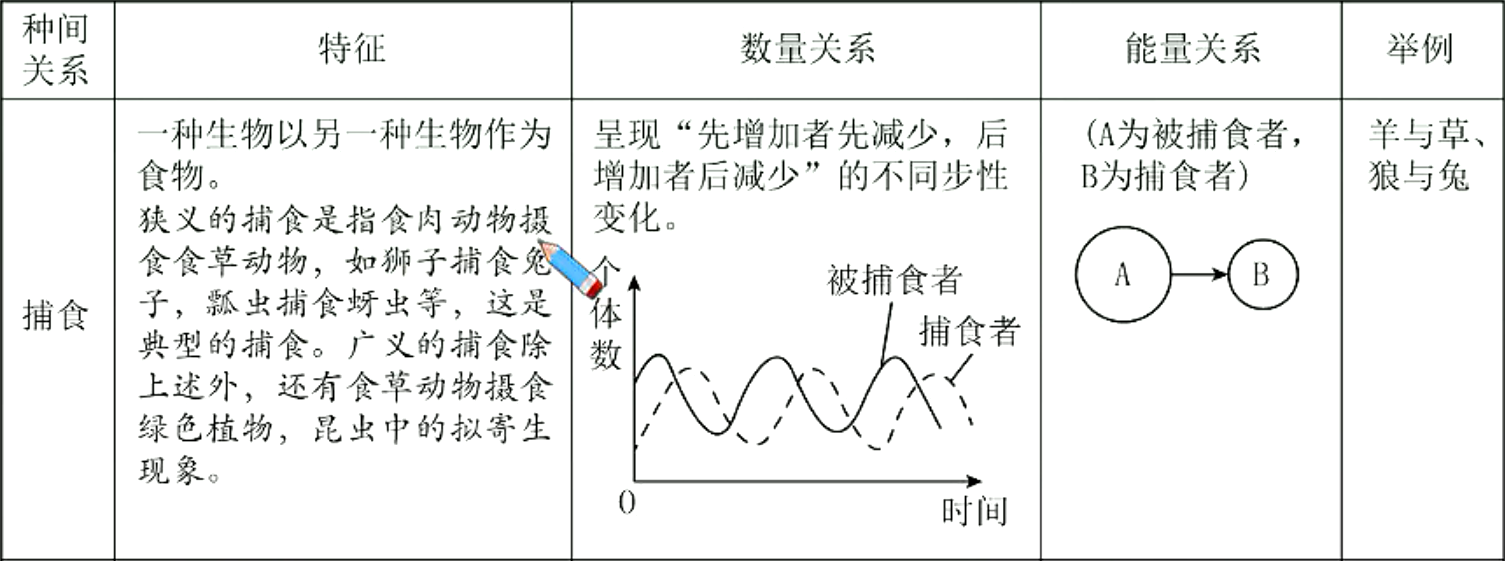 种间
关系
特征
数量关系
能量关系
举例
捕食
一种生物以另一种生物作为
食物。
狭义的捕食是指食肉动物摄
食食草动物，如狮子捕食兔
子，瓢虫捕食蚜虫等，这是
典型的捕食。广义的捕食除
上述外，还有食草动物摄食
绿色植物，昆虫中的拟寄生
现象。
呈现“先增加者先减少，后
增加者后减少”的不同步性
变化。
个
体
数
被捕食者
捕食者
0
时间
(A为被捕食者，
B为捕食者)
A
B
羊与草、
狼与兔